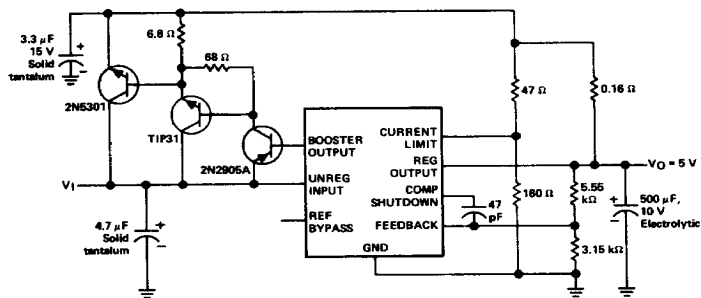 3.3 µF
15 V
Solid
tantalum
+
−
6.8 Ω
68 Ω
2N5301
TIP31
2N2905A
47 Ω
0.16 Ω
BOOSTER
OUTPUT
UNREG
INPUT
REF
BYPASS
CURRENT
LIMIT
REG
OUTPUT
COMP
SHUTDOWN
FEEDBACK
GND
VI
4.7 µF
Solid
tantalum
+
−
160 Ω
47
pF
5.55
kΩ
3.15 kΩ
VO = 5 V
+
−
500 µF,
10 V
Electrolytic